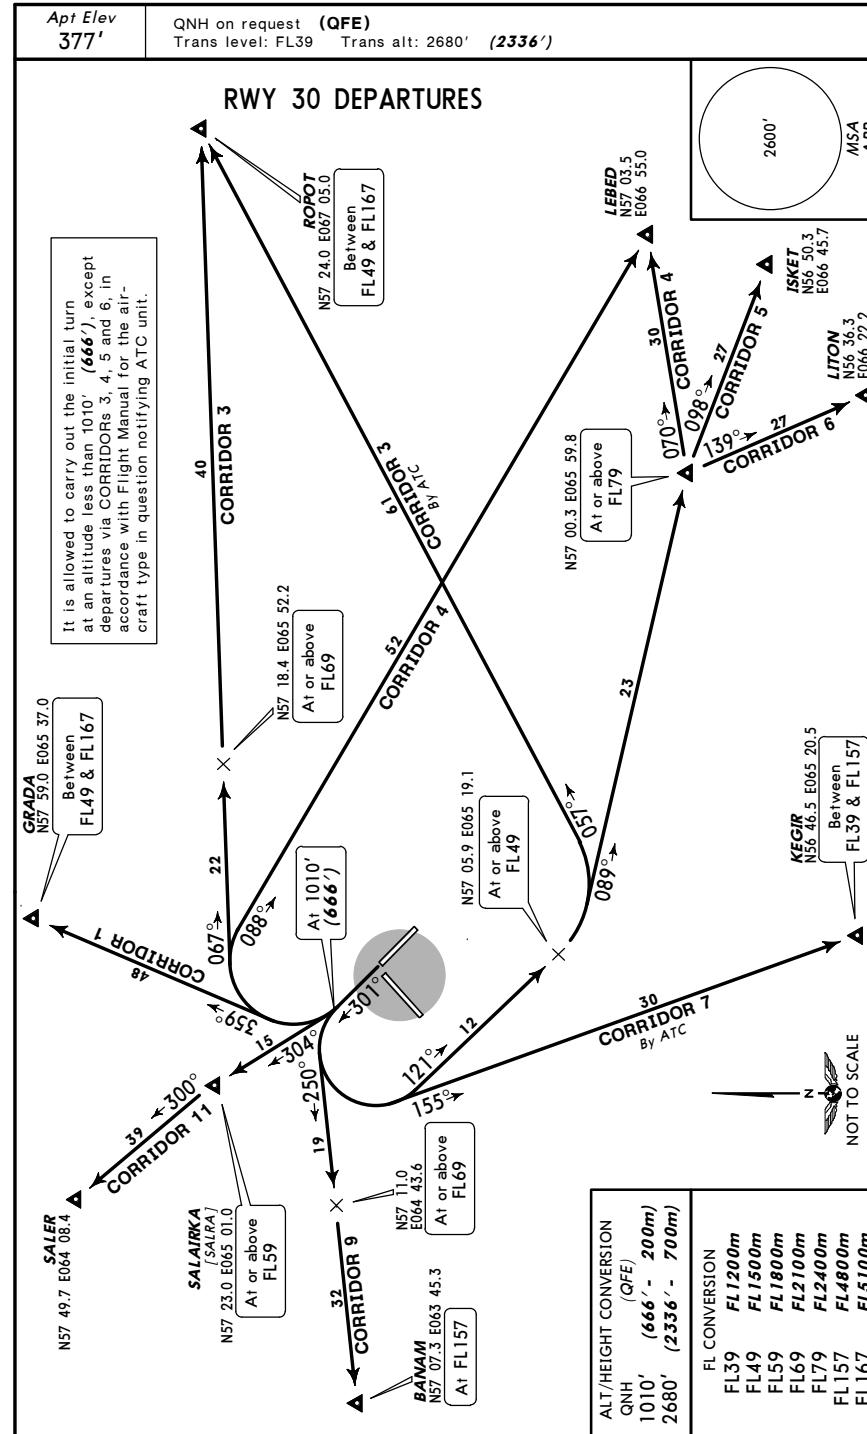 Apt Elev
377'
QNH on request (QFE)
Trans level: FL39 Trans alt: 2680' (2336')
RWY 30 DEPARTURES
2600'
MSA
It is allowed to carry out the initial turn
at an altitude less than 1010' (666'), except
departures via CORRIDORs 3, 4, 5 and 6, in
accordance with Flight Manual for the air-
craft type in question notifying ATC unit.
ROPOT
N57 24.0 E067 05.0
Between
FL49 & FL167
LEBED
N57 03.5
E066 55.0
ISKET
N56 50.3
E066 45.7
LITON
N56 36.3
E066 22.2
40
CORRIDOR 3
61
CORRIDOR 3
By ATC
52
CORRIDOR 4
30
CORRIDOR 4
070°
27
CORRIDOR 5
098°
27
CORRIDOR 6
139°
N57 00.3 E065 59.8
At or above
FL79
N57 18.4 E065 52.2
At or above
FL69
GRADA
N57 59.0 E065 37.0
Between
FL49 & FL167
22
067°
088°
48
CORRIDOR 1
359°
At 1010'
(666')
301°
N57 05.9 E065 19.1
At or above
FL49
057°
089°
23
KEGIR
N56 46.5 E065 20.5
Between
FL39 & FL157
15
304°
250°
12
121°
155°
30
CORRIDOR 7
By ATC
300°
39
CORRIDOR 11
SALER
N57 49.7 E064 08.4
SALAIRKA
[SALRA]
N57 23.0 E065 01.0
At or above
FL59
19
N57 11.0
E064 43.6
At or above
FL69
32
CORRIDOR 9
BANAM
N57 07.3 E063 45.3
At FL157
N
NOT TO SCALE
ALT/HEIGHT CONVERSION
QNH (QFE)
1010' (666' - 200m)
2680' (2336' - 700m)
FL CONVERSION
FL39 FL1200m
FL49 FL1500m
FL59 FL1800m
FL69 FL2100m
FL79 FL2400m
FL157 FL4800m
FL167 FL5100m